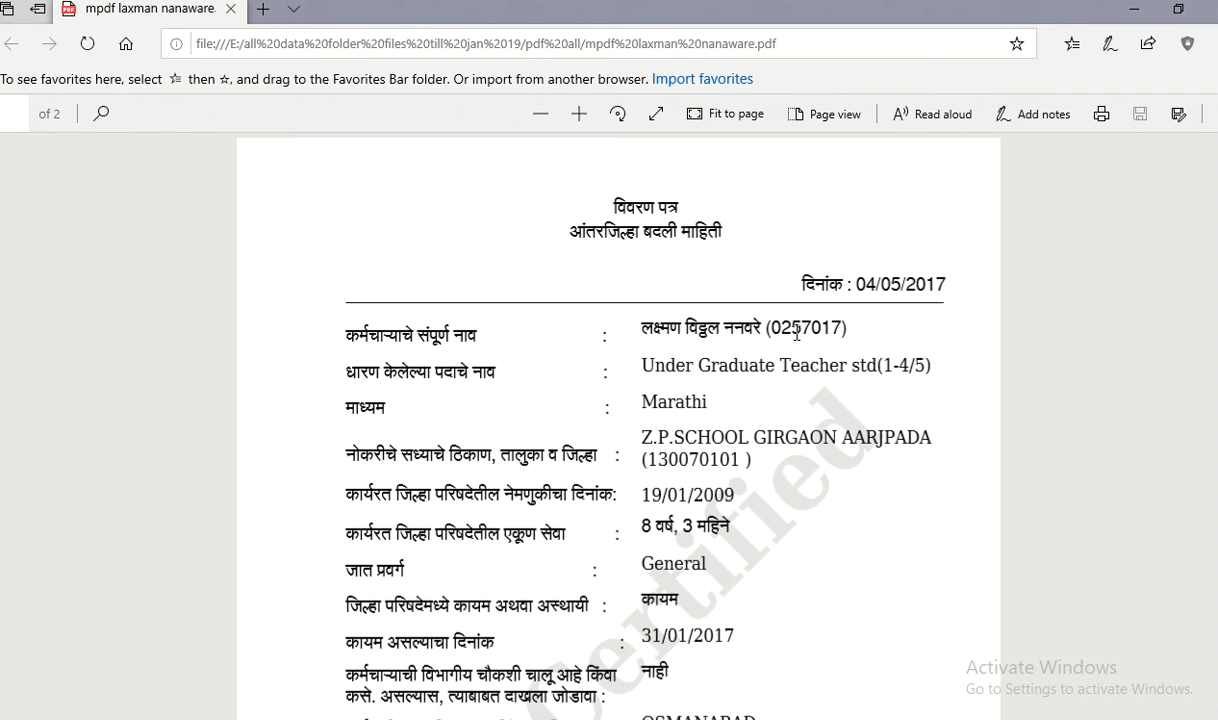 mpdf laxman nanaware
file:///E:/all%20data%20folder%20files%20till%20jan%2019/pdf%20all/mpdf%20laxman%20nanaware.pdf
To see favorites here, select then ☆, and drag to the Favorites Bar folder. Or import from another browser. Import favorites
of 2 Fit to page Page view Read aloud Add notes
विवरण पत्र
आंतरजिल्हा बदली माहिती
दिनांक : 04/05/2017
कर्मचाऱ्याचे संपूर्ण नाव : लक्ष्मण विठ्ठल ननवरे (0257017)
धारण केलेल्या पदाचे नाव : Under Graduate Teacher std(1-4/5)
माध्यम : Marathi
नोकरीचे सध्याचे ठिकाण, तालुका व जिल्हा : Z.P.SCHOOL GIRGAON AARJPADA
(130070101 )
कार्यरत जिल्हा परिषदेतील नेमणुकीचा दिनांक: 19/01/2009
कार्यरत जिल्हा परिषदेतील एकूण सेवा : 8 वर्ष, 3 महिने
जात प्रवर्ग : General
जिल्हा परिषदेमध्ये कायम अथवा अस्थायी : कायम
कायम असल्याचा दिनांक : 31/01/2017
कर्मचाऱ्याची विभागीय चौकशी चालू आहे किंवा नाही
कसे. असल्यास, त्याबाबत दाखला जोडावा :
OSMANABAD
Certified
Activate Windows
Go to Settings to activate Windows.